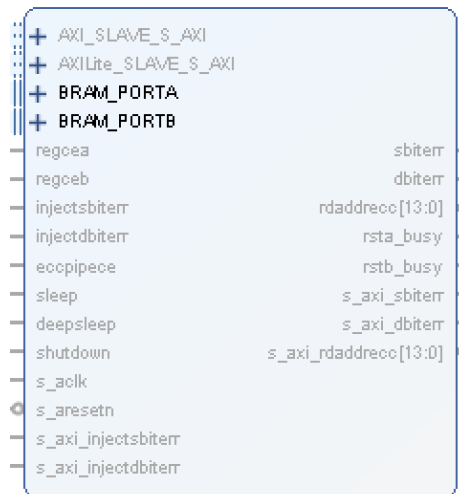 + AXI_SLAVE_S_AXI
+ AXILite_SLAVE_S_AXI
+ BRAM_PORTA
+ BRAM_PORTB
regcea sbiterr
regceb dbiterr
injectsbiterr rdaddrecc[13:0]
injectdbiterr rsta_busy
eccpipece rstb_busy
sleep s_axi_sbiterr
deepsleep s_axi_dbiterr
shutdown s_axi_rdaddrecc[13:0]
s_aclk
s_aresetn
s_axi_injectsbiterr
s_axi_injectdbiterr